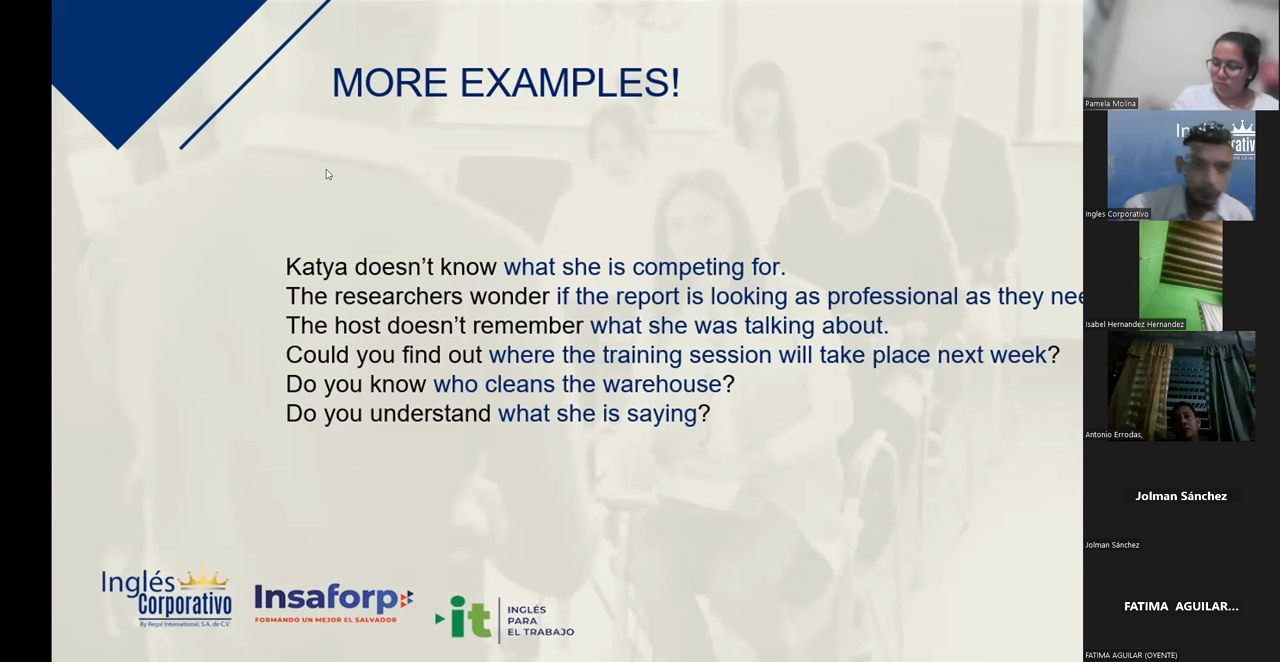 MORE EXAMPLES!
Katya doesn’t know what she is competing for.
The researchers wonder if the report is looking as professional as they nee
The host doesn’t remember what she was talking about.
Could you find out where the training session will take place next week?
Do you know who cleans the warehouse?
Do you understand what she is saying?
Inglés
Corporativo
By Regal International, S.A. de C.V.
Insaforp
FORMANDO UN MEJOR EL SALVADOR
it
INGLÉS
PARA
EL TRABAJO
Pamela Molina
Ingles Corporativo
Isabel Hernandez Hernandez
Antonio Errodas,
Jolman Sánchez
Jolman Sánchez
FATIMA AGUILAR...
FATIMA AGUILAR (OYENTE)